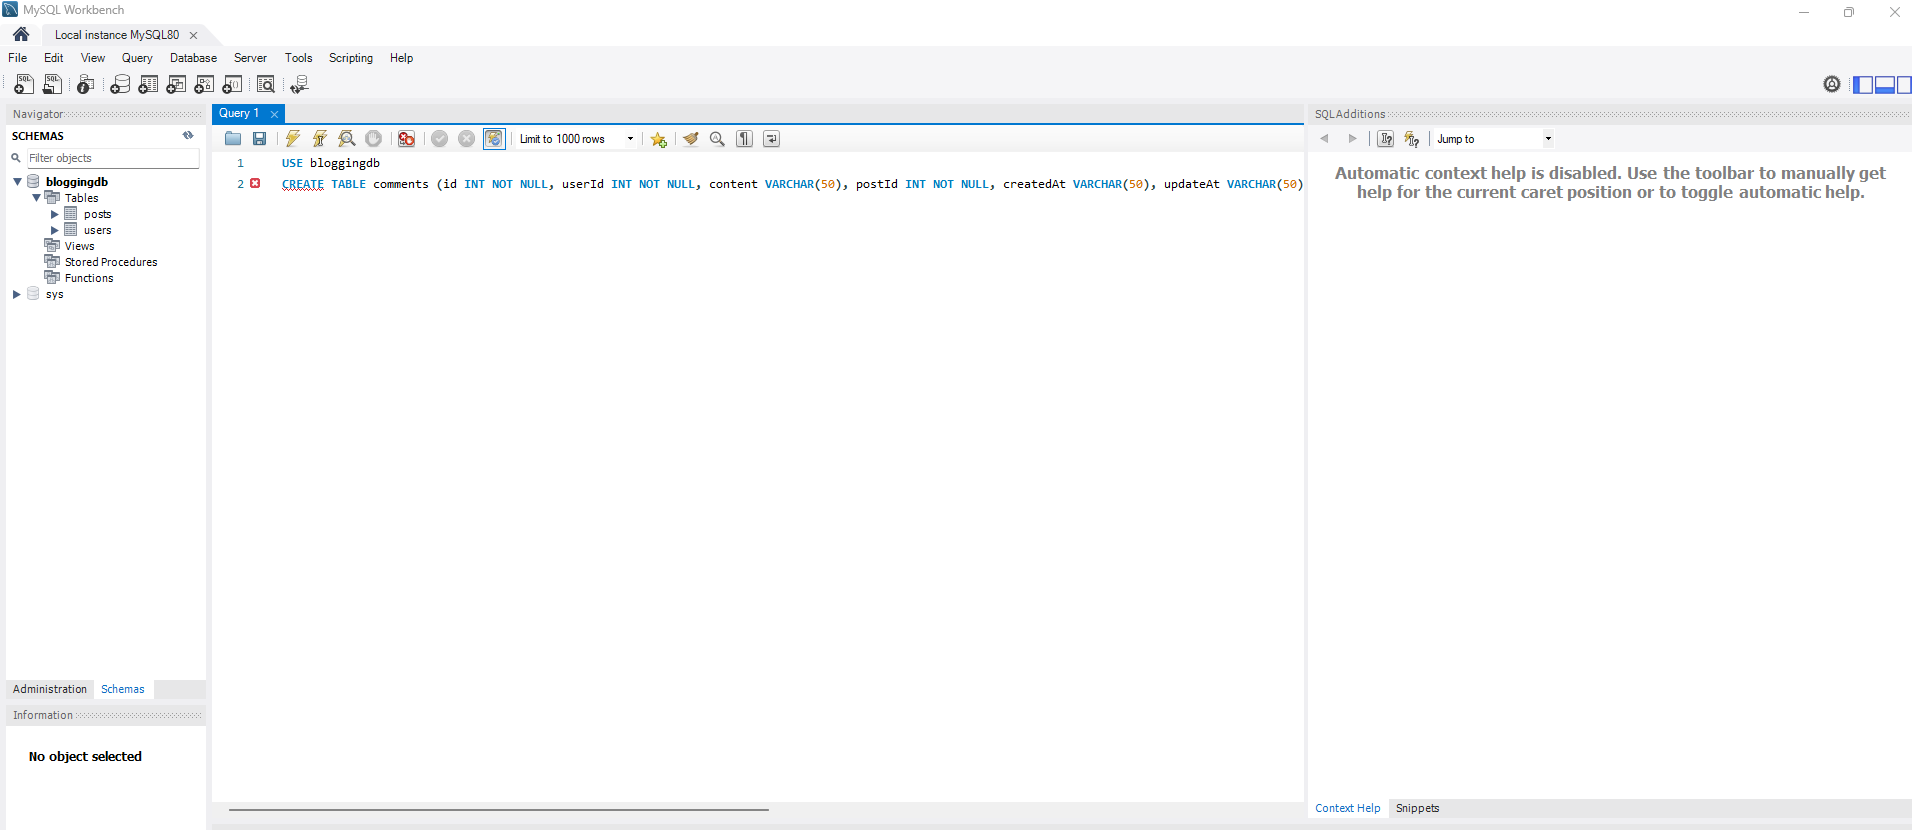 MySQL Workbench
Local instance MySQL80
File Edit View Query Database Server Tools Scripting Help
Navigator
SCHEMAS
Filter objects
bloggingdb
Tables
posts
users
Views
Stored Procedures
Functions
sys
Administration Schemas
Information
No object selected
Query 1
Limit to 1000 rows
1 USE bloggingdb
2 CREATE TABLE comments (id INT NOT NULL, userId INT NOT NULL, content VARCHAR(50), postId INT NOT NULL, createdAt VARCHAR(50), updateAt VARCHAR(50)
SQLAdditions
Jump to
Automatic context help is disabled. Use the toolbar to manually get
help for the current caret position or to toggle automatic help.
Context Help Snippets